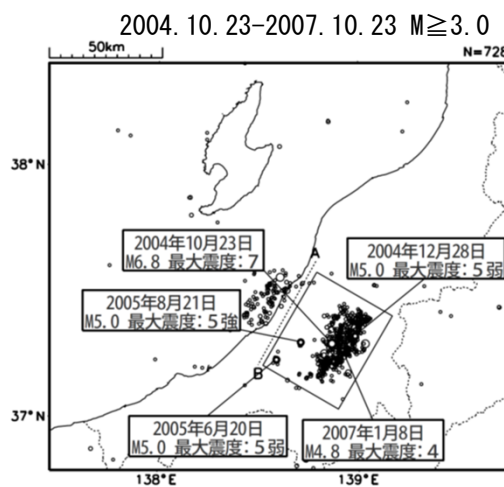 2004.10.23-2007.10.23 M≧3.0
50km
N=728
38°N
A
2004年10月23日
M6.8 最大震度:7
2004年12月28日
M5.0 最大震度:5弱
2005年8月21日
M5.0 最大震度:5強
B
37°N
2005年6月20日
M5.0 最大震度:5弱
2007年1月8日
M4.8 最大震度:4
138°E
139°E